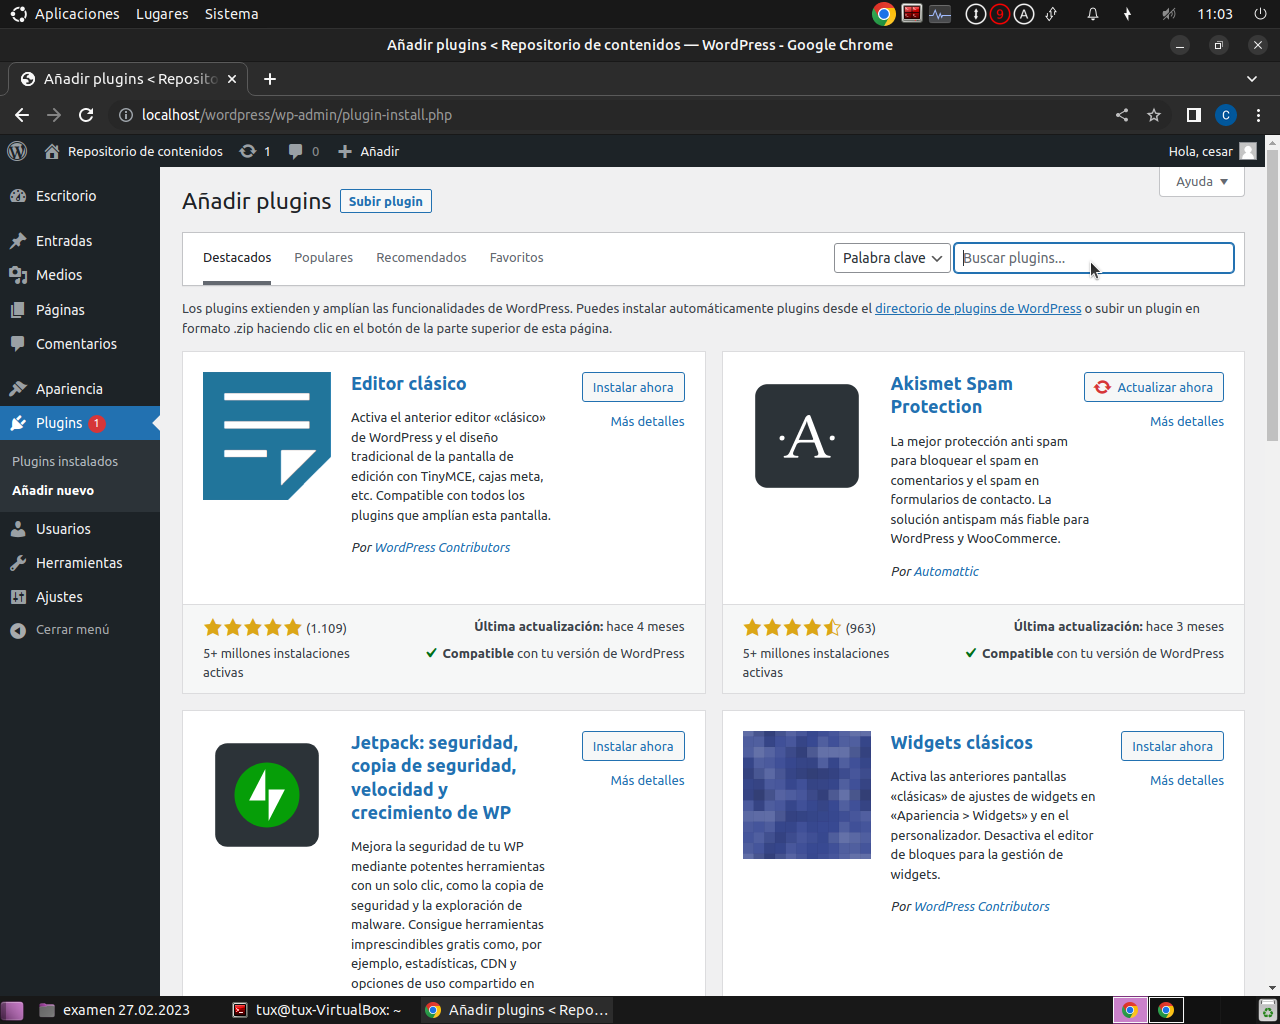 Aplicaciones Lugares Sistema 9 A 11:03
Añadir plugins < Repositorio de contenidos — WordPress - Google Chrome
Añadir plugins < Reposito
localhost/wordpress/wp-admin/plugin-install.php C
Repositorio de contenidos 1 0 Añadir Hola, cesar
Escritorio
Entradas
Medios
Páginas
Comentarios
Apariencia
Plugins 1
Plugins instalados
Añadir nuevo
Usuarios
Herramientas
Ajustes
Cerrar menú
Ayuda
Añadir plugins Subir plugin
Destacados Populares Recomendados Favoritos Palabra clave Buscar plugins...
Los plugins extienden y amplían las funcionalidades de WordPress. Puedes instalar automáticamente plugins desde el directorio de plugins de WordPress o subir un plugin en
formato .zip haciendo clic en el botón de la parte superior de esta página.
Editor clásico
Instalar ahora
Más detalles
Activa el anterior editor «clásico»
de WordPress y el diseño
tradicional de la pantalla de
edición con TinyMCE, cajas meta,
etc. Compatible con todos los
plugins que amplían esta pantalla.
Por WordPress Contributors
(1.109)
5+ millones instalaciones
activas
Última actualización: hace 4 meses
Compatible con tu versión de WordPress
·A·
Akismet Spam
Protection
Actualizar ahora
Más detalles
La mejor protección anti spam
para bloquear el spam en
comentarios y el spam en
formularios de contacto. La
solución antispam más fiable para
WordPress y WooCommerce.
Por Automattic
(963)
5+ millones instalaciones
activas
Última actualización: hace 3 meses
Compatible con tu versión de WordPress
Jetpack: seguridad,
copia de seguridad,
velocidad y
crecimiento de WP
Instalar ahora
Más detalles
Mejora la seguridad de tu WP
mediante potentes herramientas
con un solo clic, como la copia de
seguridad y la exploración de
malware. Consigue herramientas
imprescindibles gratis como, por
ejemplo, estadísticas, CDN y
opciones de uso compartido en
Widgets clásicos
Instalar ahora
Más detalles
Activa las anteriores pantallas
«clásicas» de ajustes de widgets en
«Apariencia > Widgets» y en el
personalizador. Desactiva el editor
de bloques para la gestión de
widgets.
Por WordPress Contributors
examen 27.02.2023 tux@tux-VirtualBox: ~ Añadir plugins < Repo...